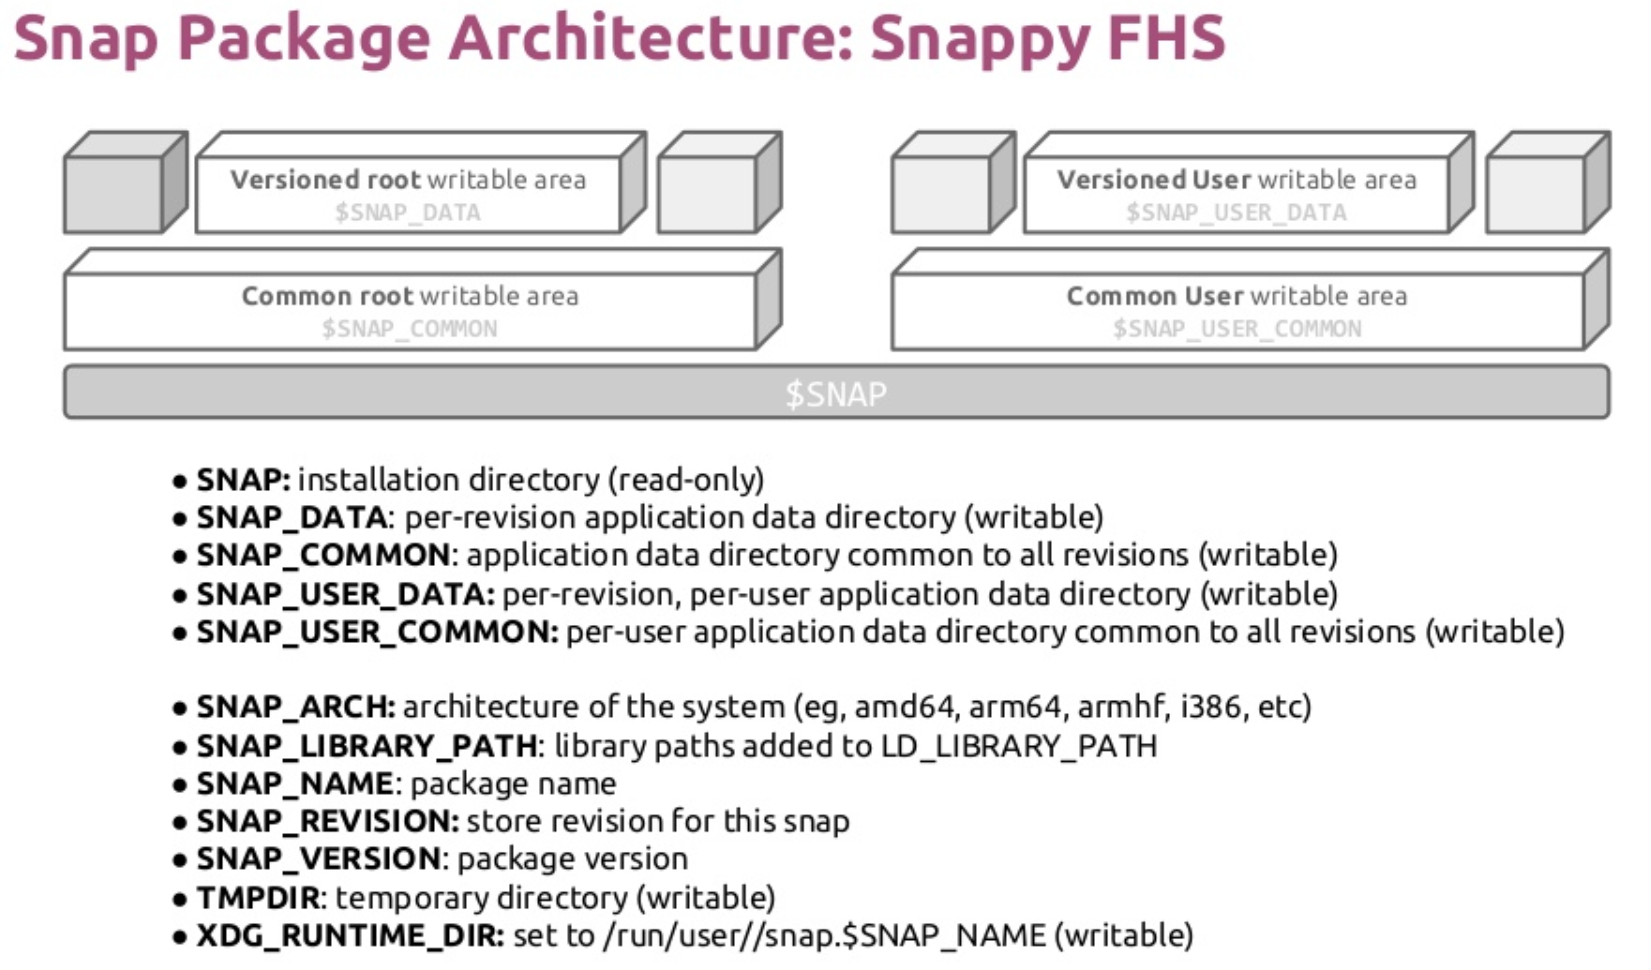 Snap Package Architecture: Snappy FHS
Versioned root writable area
$SNAP_DATA
Versioned User writable area
$SNAP_USER_DATA
Common root writable area
$SNAP_COMMON
Common User writable area
$SNAP_USER_COMMON
$SNAP
● SNAP: installation directory (read-only)
● SNAP_DATA: per-revision application data directory (writable)
● SNAP_COMMON: application data directory common to all revisions (writable)
● SNAP_USER_DATA: per-revision, per-user application data directory (writable)
● SNAP_USER_COMMON: per-user application data directory common to all revisions (writable)
● SNAP_ARCH: architecture of the system (eg, amd64, arm64, armhf, i386, etc)
● SNAP_LIBRARY_PATH: library paths added to LD_LIBRARY_PATH
● SNAP_NAME: package name
● SNAP_REVISION: store revision for this snap
● SNAP_VERSION: package version
● TMPDIR: temporary directory (writable)
● XDG_RUNTIME_DIR: set to /run/user//snap.$SNAP_NAME (writable)